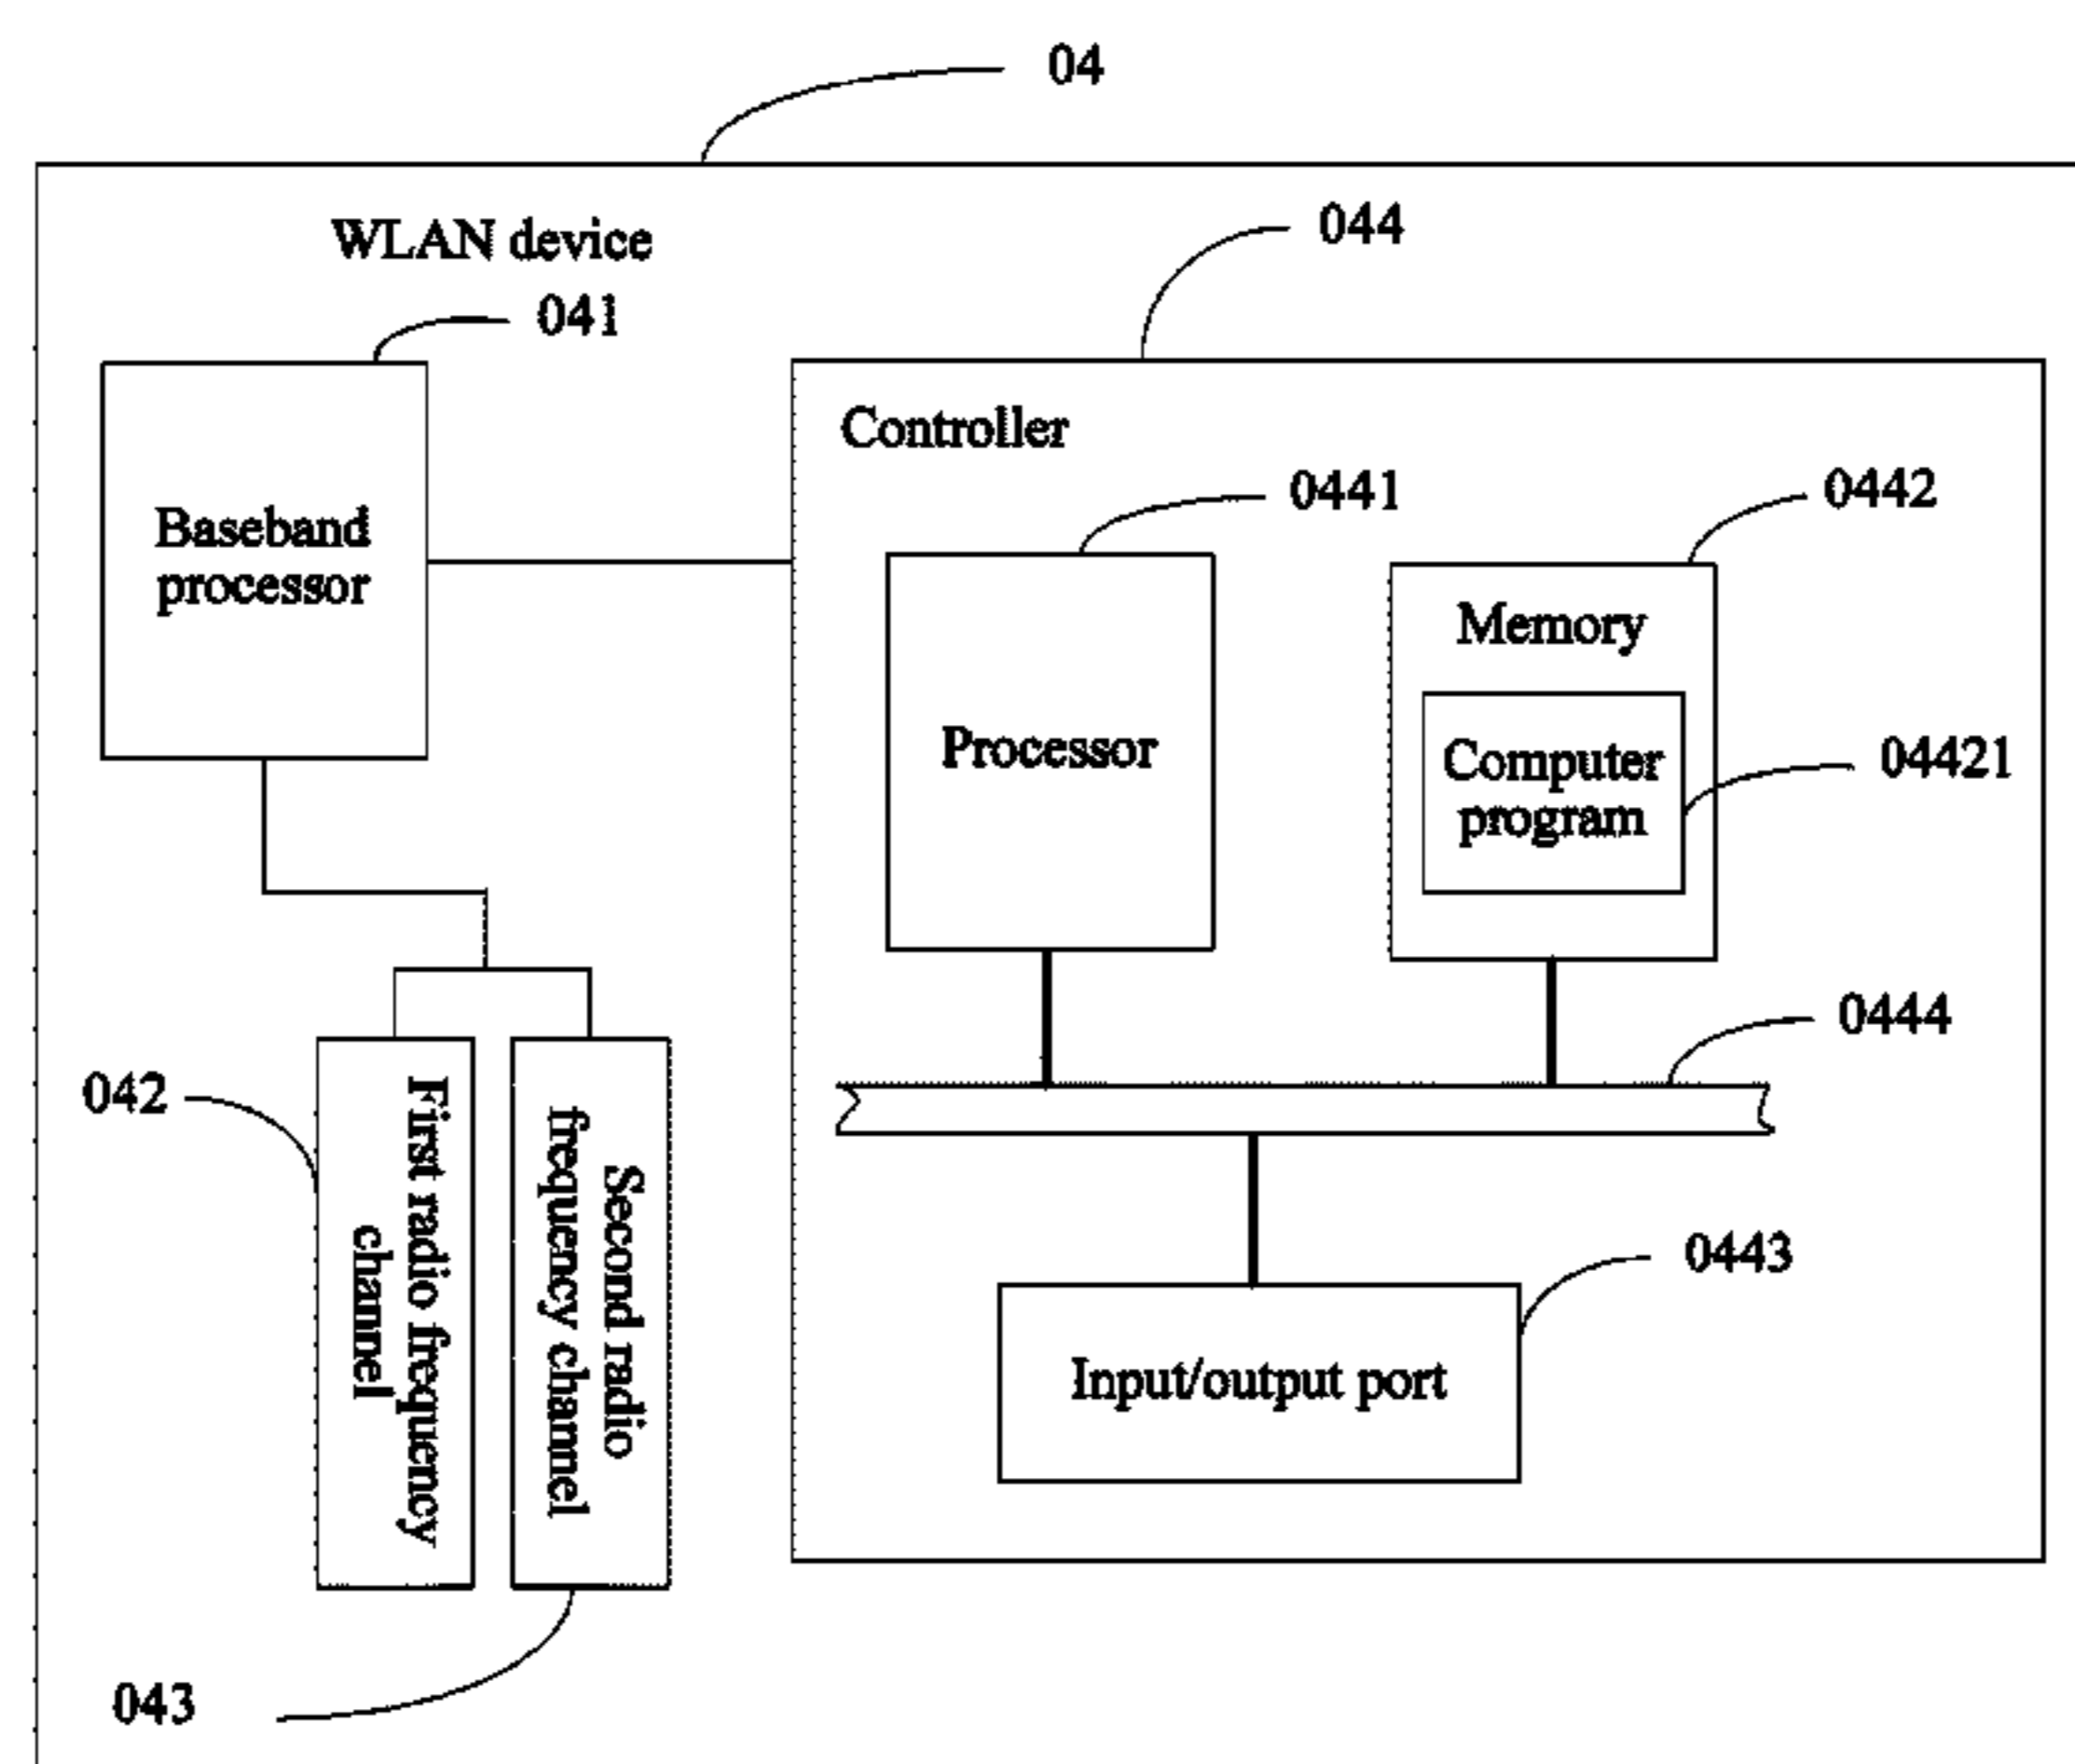 04
WLAN device
044
041
Controller
0441
0442
Baseband
processor
Memory
Processor
Computer
program
04421
0444
042
First radio frequency
channel
Second radio
frequency channel
0443
Input/output port
043